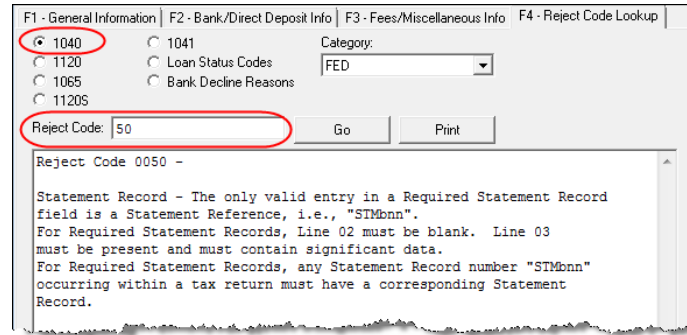 F1 - General Information F2 - Bank/Direct Deposit Info F3 - Fees/Miscellaneous Info F4 - Reject Code Lookup
1040 1041 Category:
1120 Loan Status Codes FED
1065 Bank Decline Reasons
1120S
Reject Code: 50 Go Print
Reject Code 0050 -
Statement Record - The only valid entry in a Required Statement Record
field is a Statement Reference, i.e., "STMbnn".
For Required Statement Records, Line 02 must be blank. Line 03
must be present and must contain significant data.
For Required Statement Records, any Statement Record number "STMbnn"
occurring within a tax return must have a corresponding Statement
Record.